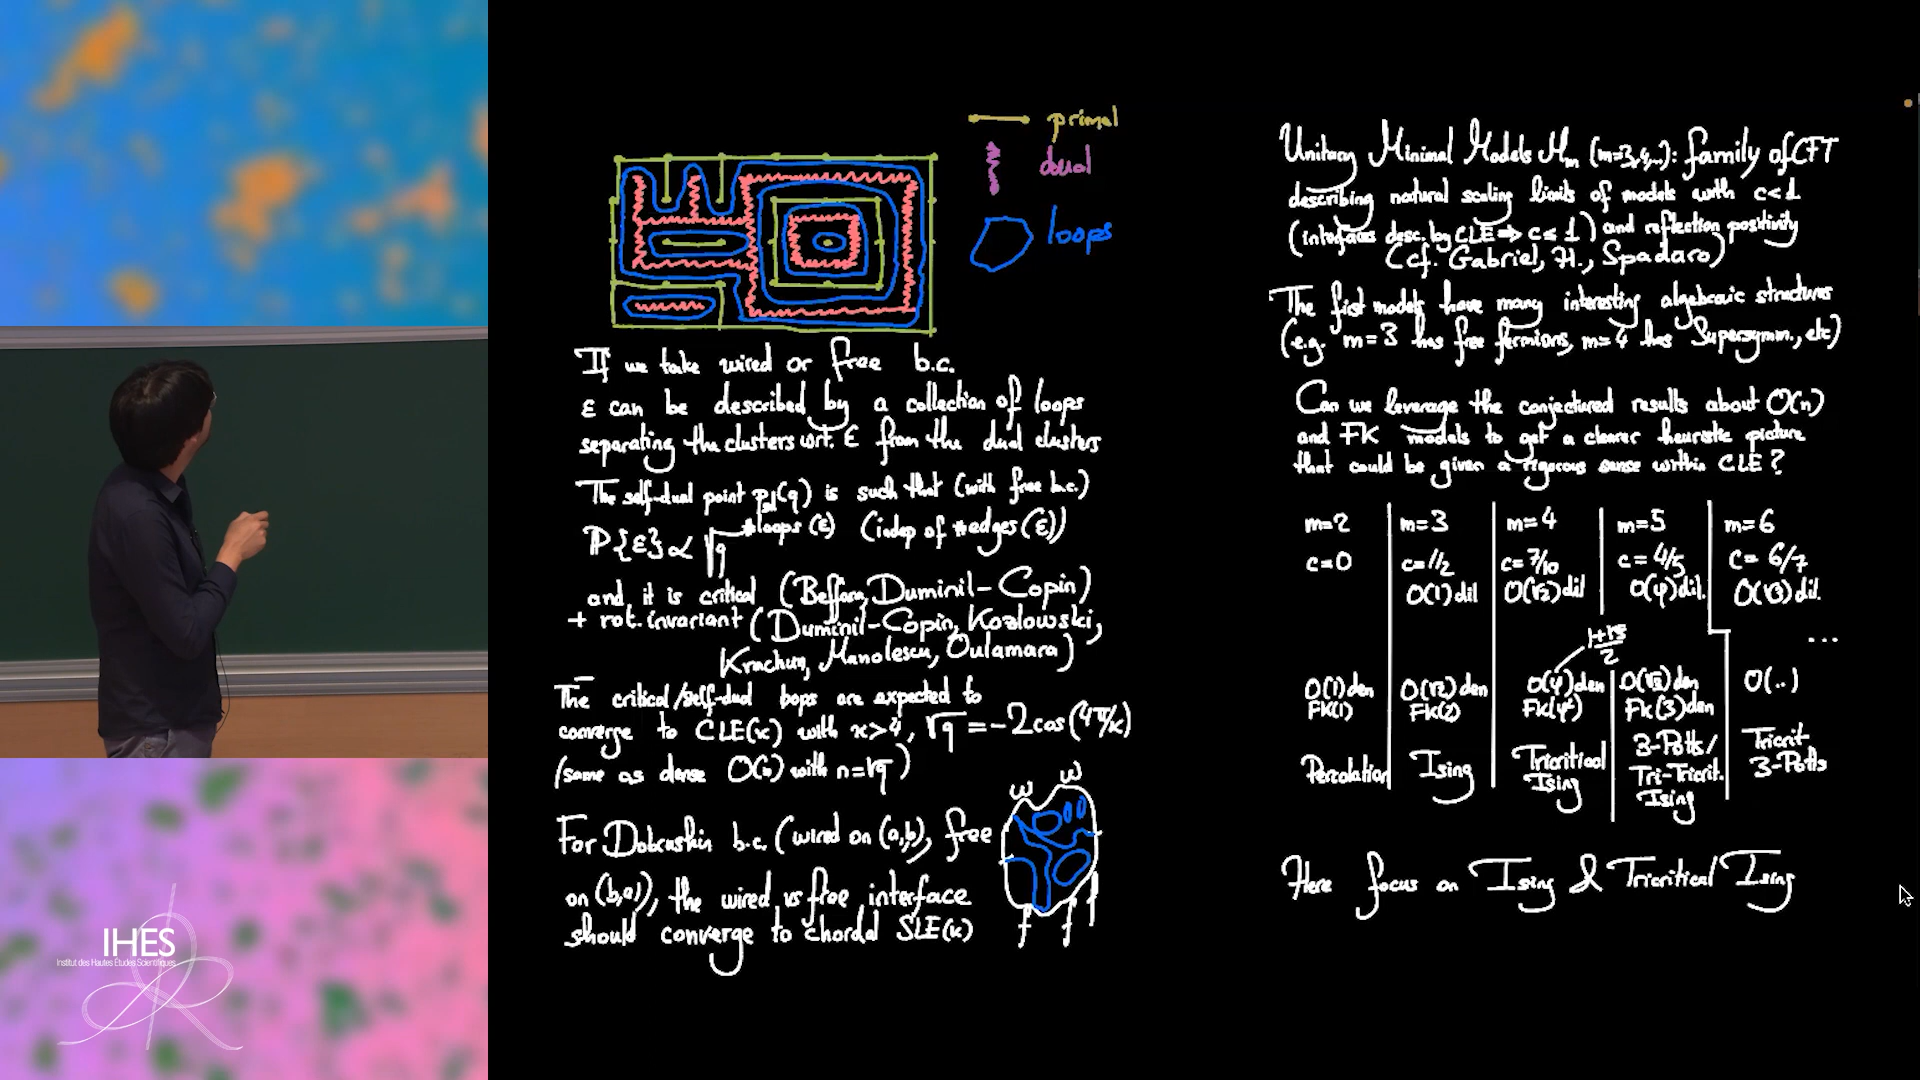 primal
dual
loops
If we take wired or free b.c.
ε can be described by a collection of loops
separating the clusters wrt. ε from the dual clusters
The self-dual point psd(q) is such that (with free b.c.)
P{ε} ∝ √q #loops(ε) (indep of #edges(ε))
and it is critical (Beffara, Duminil-Copin)
+ rot. invariant (Duminil-Copin, Kozlowski,
Krachun, Manolescu, Oulamara)
The critical/self-dual loops are expected to
converge to CLE(κ) with κ>4, √q = -2cos(4π/κ)
(same as dense O(n) with n=√q)
For Dobrushin b.c. (wired on (a,b), free
on (b,a)), the wired vs free interface
should converge to chordal SLE(κ)
w w
f f
Unitary Minimal Models Mm (m=3,4,..): family of CFT
describing natural scaling limits of models with c<1
(interfaces desc. by CLE ⇒ c≤1) and reflection positivity
(cf. Gabriel, H., Spadaro)
The first models have many interesting algebraic structures
(e.g. m=3 has free fermions, m=4 has Supersymm., etc)
Can we leverage the conjectured results about O(n)
and FK models to get a clearer heuristic picture
that could be given a rigorous sense within CLE?
m=2 m=3 m=4 m=5 m=6
c=0 c=1/2 c=7/10 c=4/5 c=6/7
O(1)dil O(√2)dil O(φ)dil. O(√3)dil.
1+√5
2
...
O(1)den O(√2)den O(φ)den O(√3)den O(..)
FK(1) FK(2) FK(φ²) FK(3)den
Percolation Ising Tricritical Ising 3-Potts/ Tri-Tricrit. Ising Tricrit 3-Potts
Here focus on Ising & Tricritical Ising
IHES
Institut des Hautes Études Scientifiques